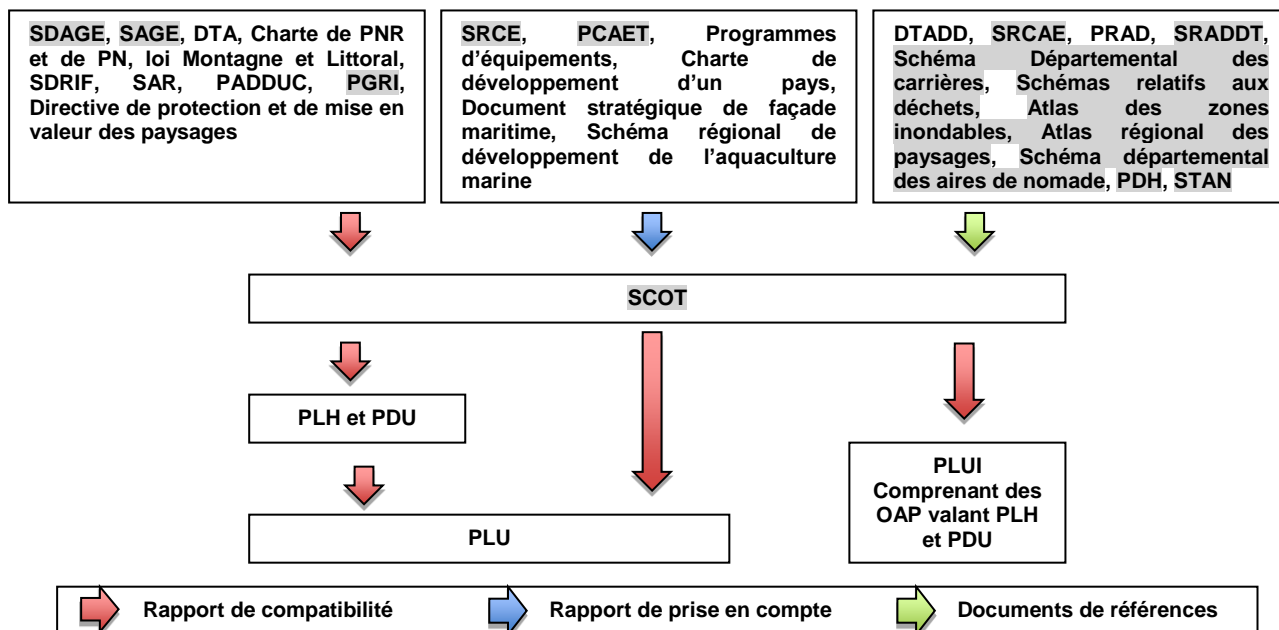 SDAGE, SAGE, DTA, Charte de PNR
et de PN, loi Montagne et Littoral,
SDRIF, SAR, PADDUC, PGRI,
Directive de protection et de mise en
valeur des paysages
SRCE, PCAET, Programmes
d'équipements, Charte de
développement d'un pays,
Document stratégique de façade
maritime, Schéma régional de
développement de l'aquaculture
marine
DTADD, SRCAE, PRAD, SRADDT,
Schéma Départemental des
carrières, Schémas relatifs aux
déchets, Atlas des zones
inondables, Atlas régional des
paysages, Schéma départemental
des aires de nomade, PDH, STAN
SCOT
PLH et PDU
PLU
PLUI
Comprenant des
OAP valant PLH
et PDU
Rapport de compatibilité
Rapport de prise en compte
Documents de références